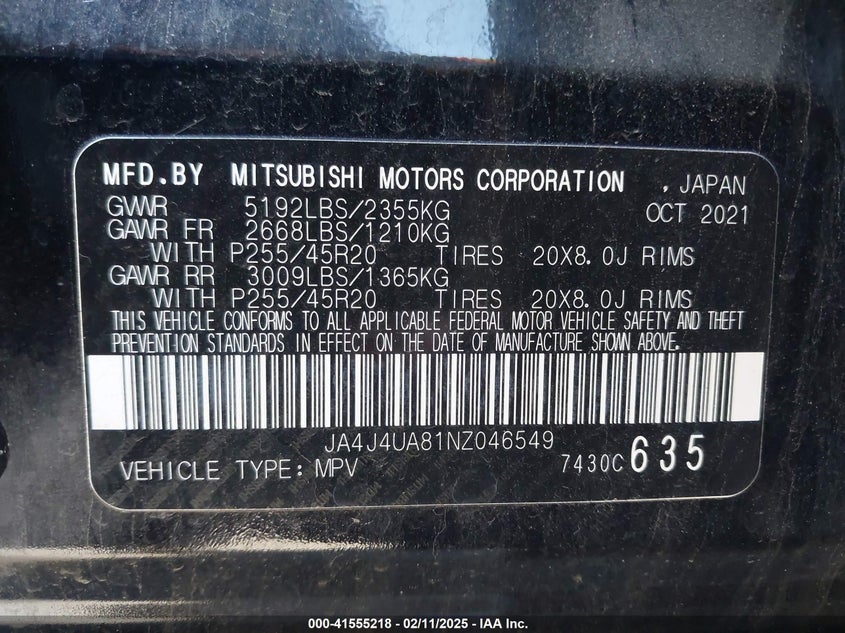 MFD.BY MITSUBISHI MOTORS CORPORATION , JAPAN
GVWR 5192LBS/2355KG OCT 2021
GAWR FR 2668LBS/1210KG
WITH P255/45R20 TIRES 20X8.0J RIMS
GAWR RR 3009LBS/1365KG
WITH P255/45R20 TIRES 20X8.0J RIMS
THIS VEHICLE CONFORMS TO ALL APPLICABLE FEDERAL MOTOR VEHICLE SAFETY AND THEFT
PREVENTION STANDARDS IN EFFECT ON THE DATE OF MANUFACTURE SHOWN ABOVE.
JA4J4UA81NZ046549
VEHICLE TYPE: MPV 7430C635
000-41555218 - 02/11/2025 - IAA Inc.